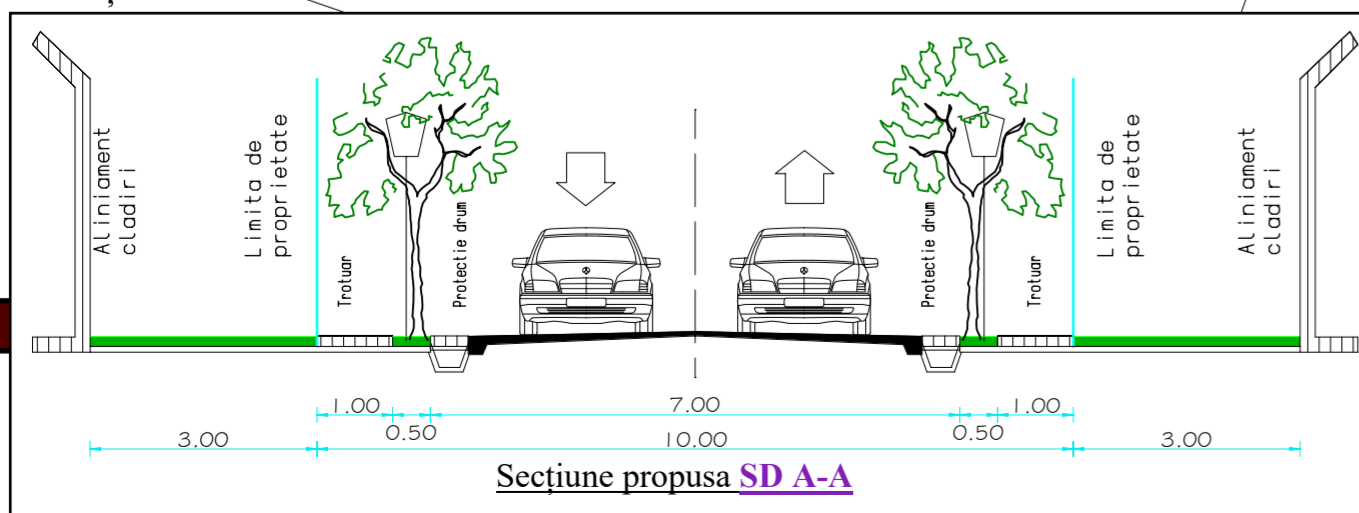 Aliniament
cladiri
Limita de
proprietate
Trotuar
Protectie drum
Protectie drum
Trotuar
Limita de
proprietate
Aliniament
cladiri
1.00
7.00
1.00
3.00
0.50
10.00
0.50
3.00
Secțiune propusa SD A-A